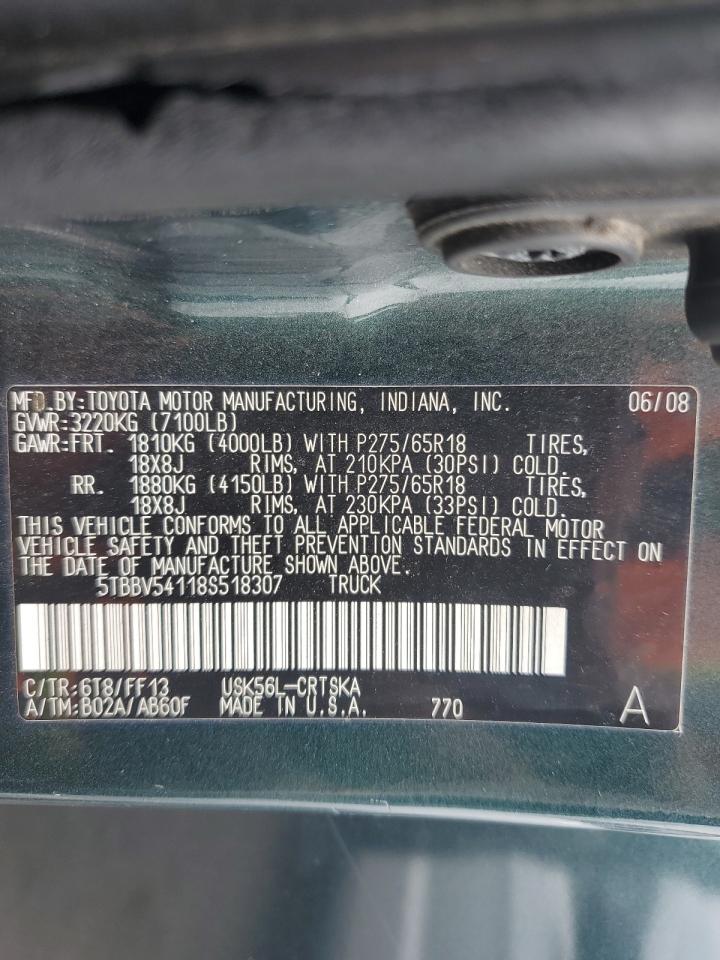 MFD.BY:TOYOTA MOTOR MANUFACTURING, INDIANA, INC. 06/08
GVWR:3220KG (7100LB)
GAWR:FRT. 1810KG (4000LB) WITH P275/65R18 TIRES,
18X8J RIMS, AT 210KPA (30PSI) COLD.
RR. 1880KG (4150LB) WITH P275/65R18 TIRES,
18X8J RIMS, AT 230KPA (33PSI) COLD.
THIS VEHICLE CONFORMS TO ALL APPLICABLE FEDERAL MOTOR
VEHICLE SAFETY AND THEFT PREVENTION STANDARDS IN EFFECT ON
THE DATE OF MANUFACTURE SHOWN ABOVE.
5TBBV54118S518307 TRUCK
C/TR:6T8/FF13 USK56L-CRTSKA
A/TM:B02A/AB60F MADE IN U.S.A. 770 A